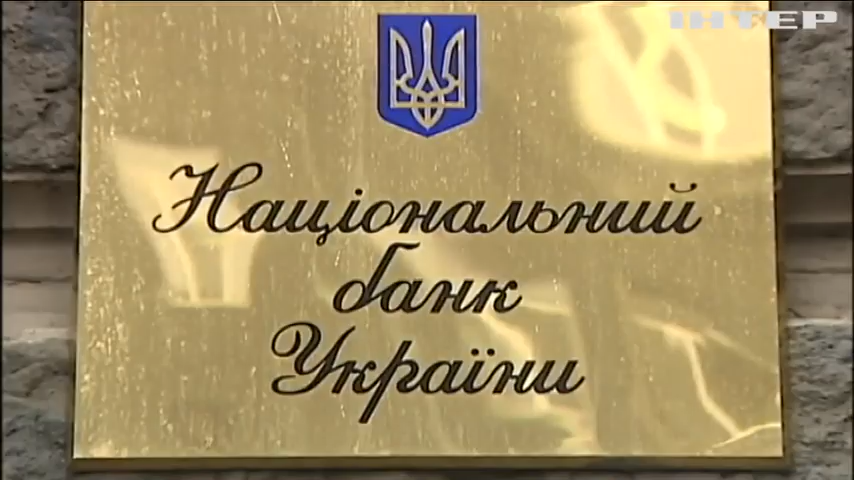 ІНТЕР
Національний
банк
України